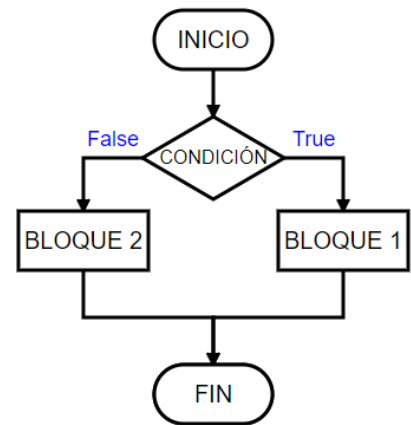 INICIO
False
True
CONDICIÓN
BLOQUE 2
BLOQUE 1
FIN